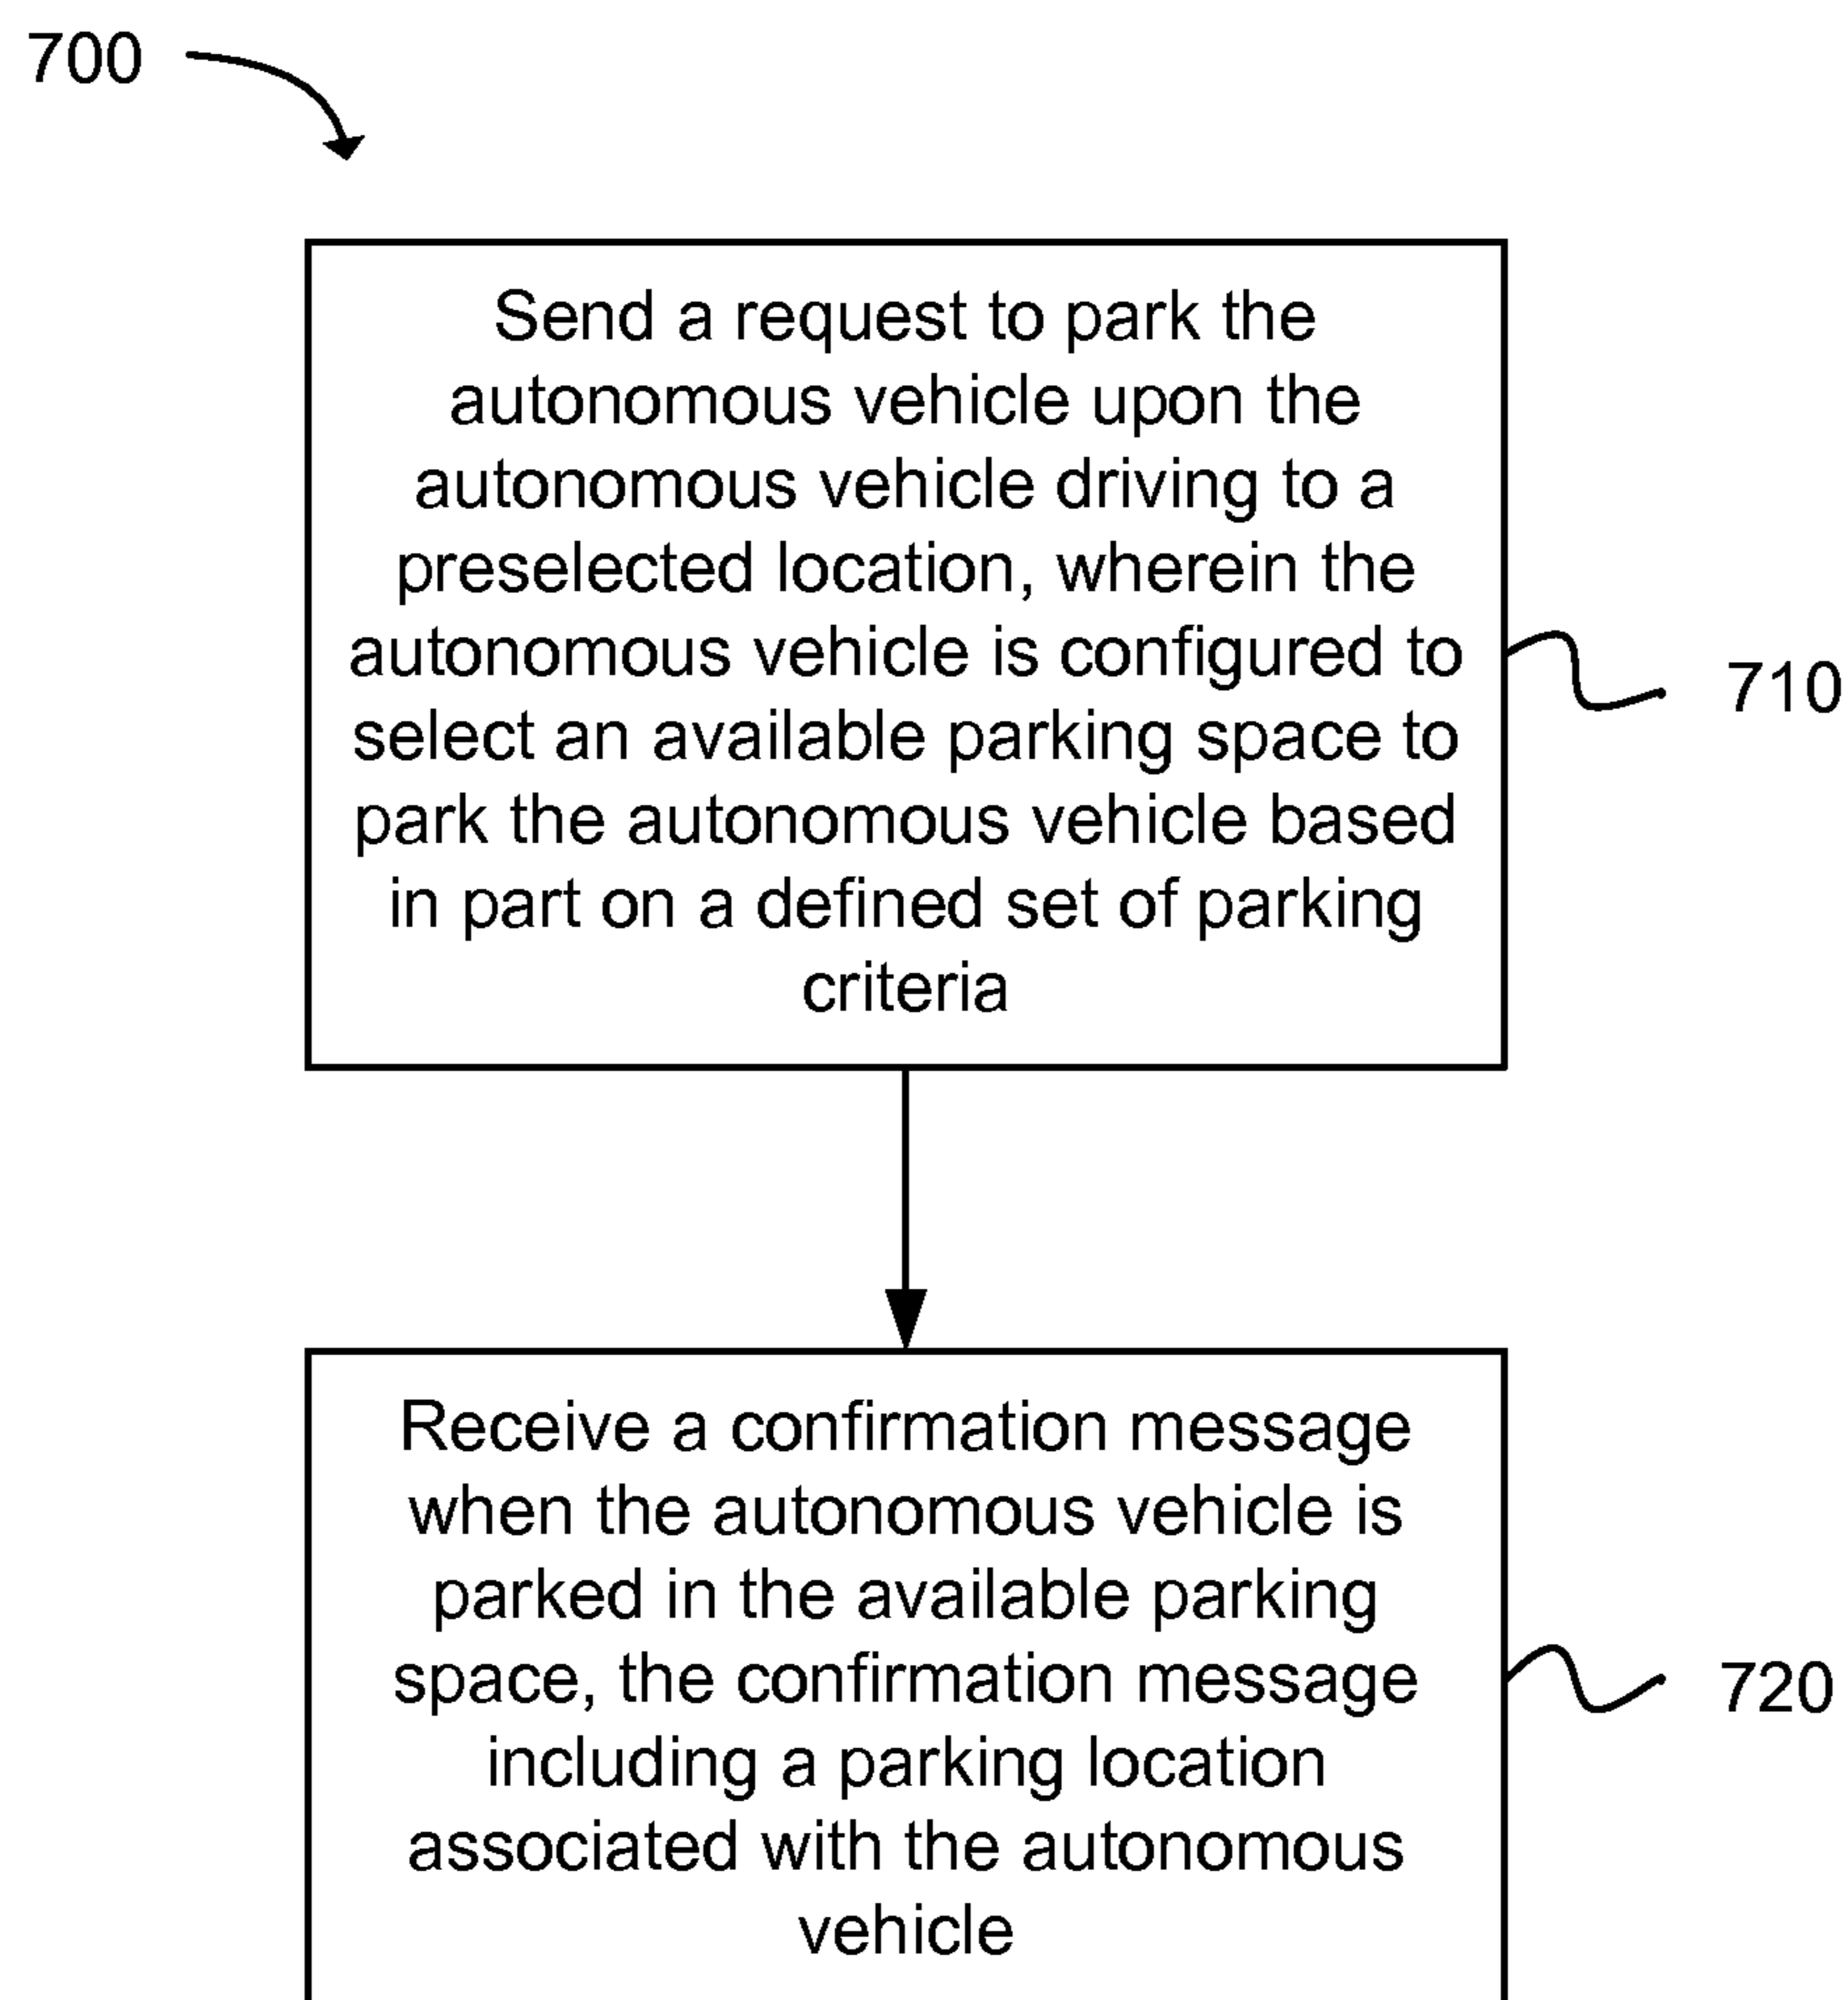 700
Send a request to park the
autonomous vehicle upon the
autonomous vehicle driving to a
preselected location, wherein the
autonomous vehicle is configured to
select an available parking space to
park the autonomous vehicle based
in part on a defined set of parking
criteria
710
Receive a confirmation message
when the autonomous vehicle is
parked in the available parking
space, the confirmation message
including a parking location
associated with the autonomous
vehicle
720